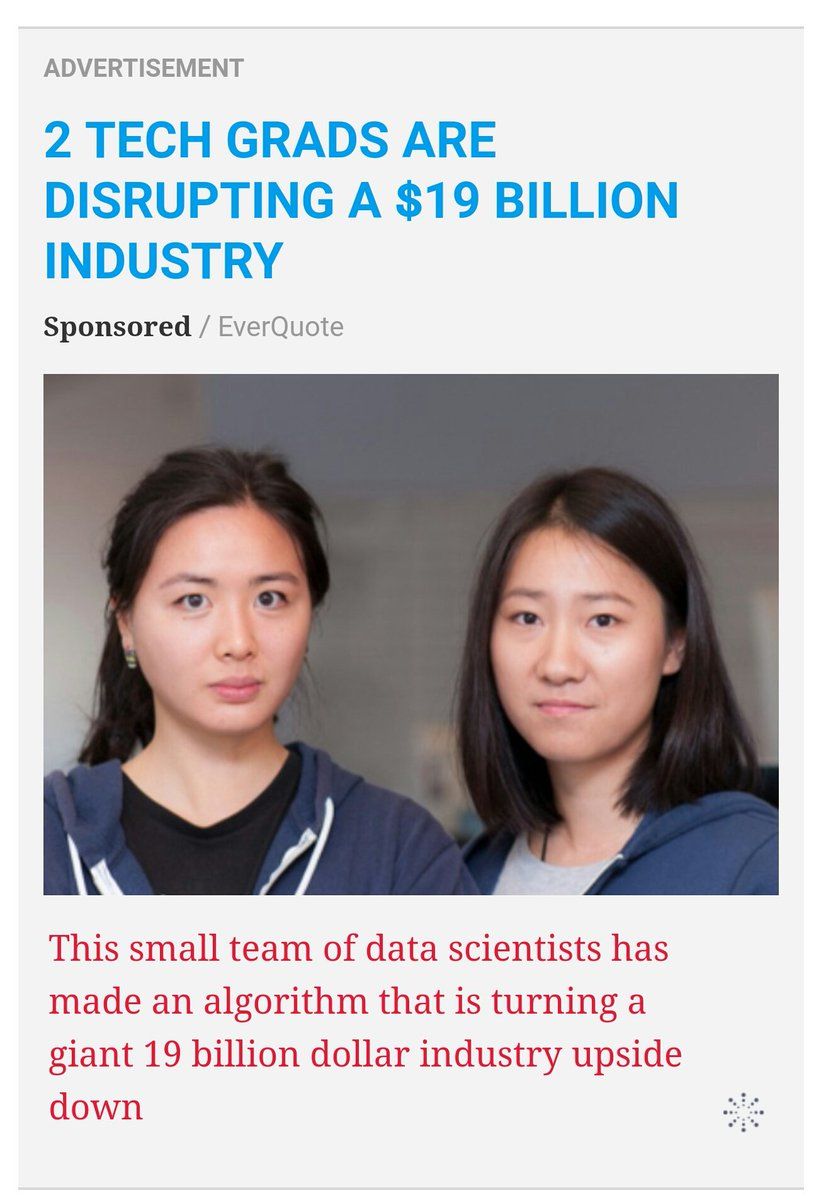 ADVERTISEMENT
2 TECH GRADS ARE
DISRUPTING A $19 BILLION
INDUSTRY
Sponsored / EverQuote
This small team of data scientists has
made an algorithm that is turning a
giant 19 billion dollar industry upside
down